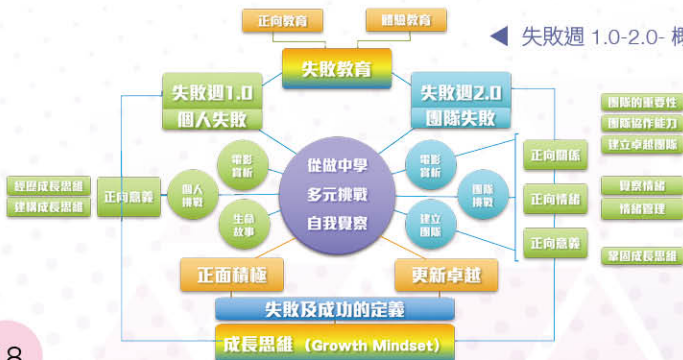 正向教育
體驗教育
◀ 失敗週 1.0-2.0- 概
失敗教育
失敗週1.0
個人失敗
失敗週2.0
團隊失敗
團隊的重要性
團隊協作能力
建立卓越團隊
電影
賞析
從做中學
多元挑戰
自我覺察
電影
賞析
正向關係
經歷成長思維
建構成長思維
正向意義
個人
挑戰
團隊
挑戰
正向情緒
覺察情緒
情緒管理
生命
故事
建立
團隊
正向意義
鞏固成長思維
正面積極
更新卓越
失敗及成功的定義
成長思維 (Growth Mindset)
8